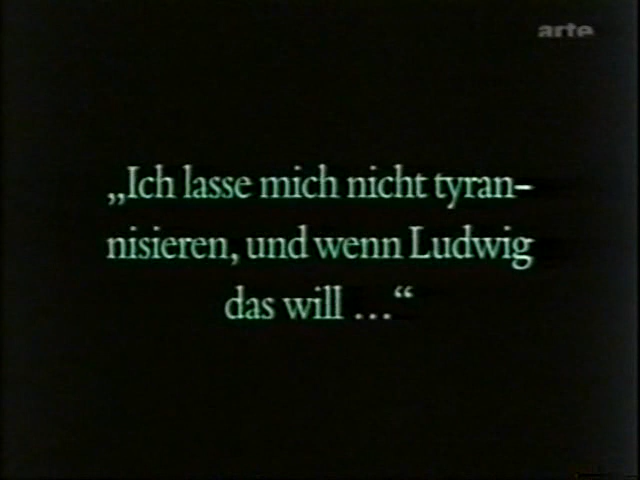 arte
„Ich lasse mich nicht tyran-
nisieren, und wenn Ludwig
das will ...“